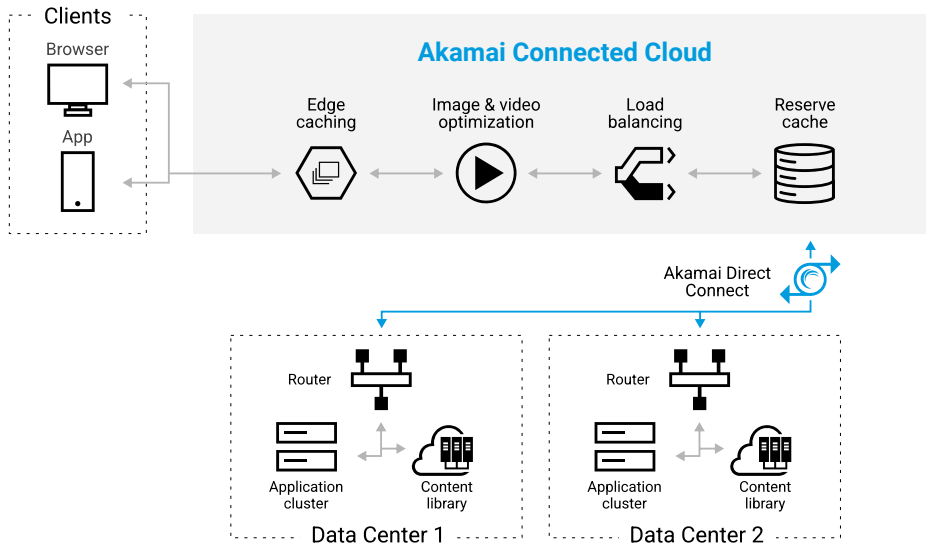 Clients
Browser
App
Akamai Connected Cloud
Edge
caching
Image & video
optimization
Load
balancing
Reserve
cache
Akamai Direct
Connect
Router
Application
cluster
Content
library
Data Center 1
Router
Application
cluster
Content
library
Data Center 2